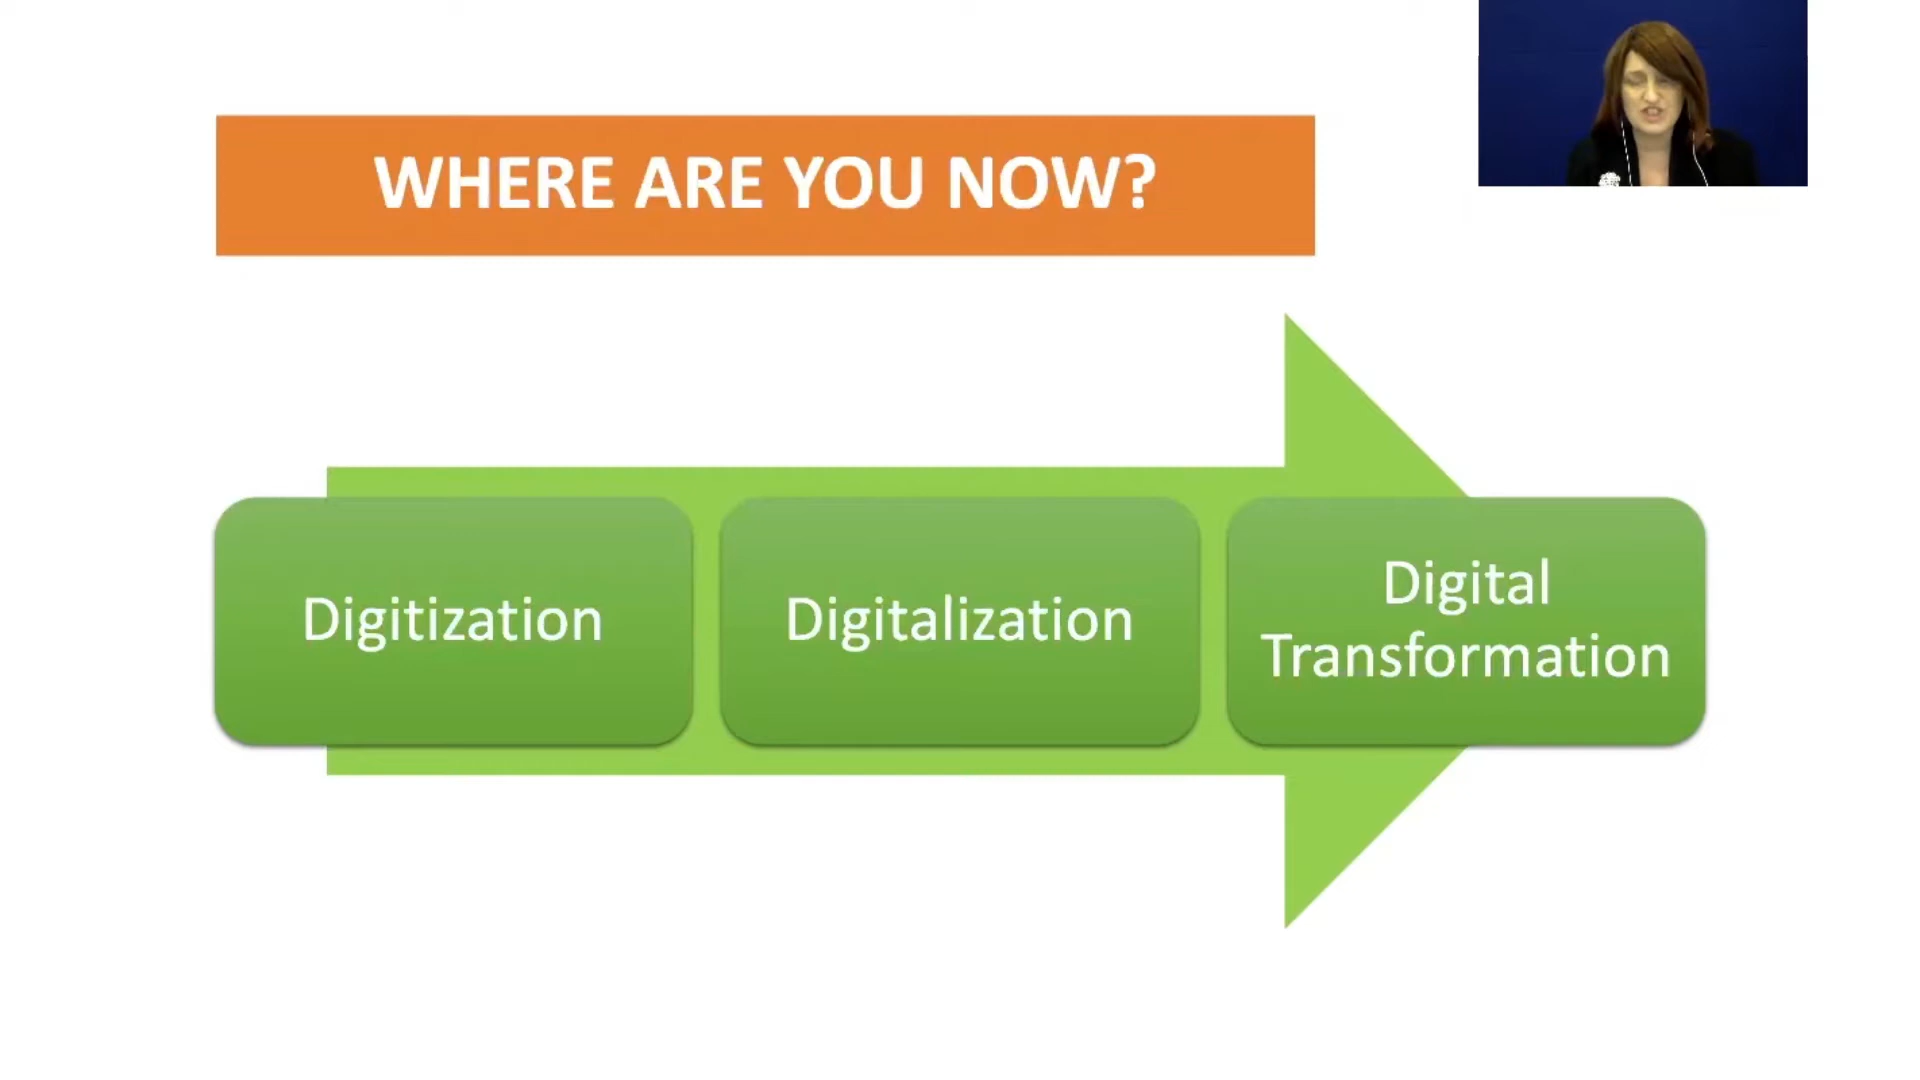 WHERE ARE YOU NOW?
Digitization
Digitalization
Digital
Transformation